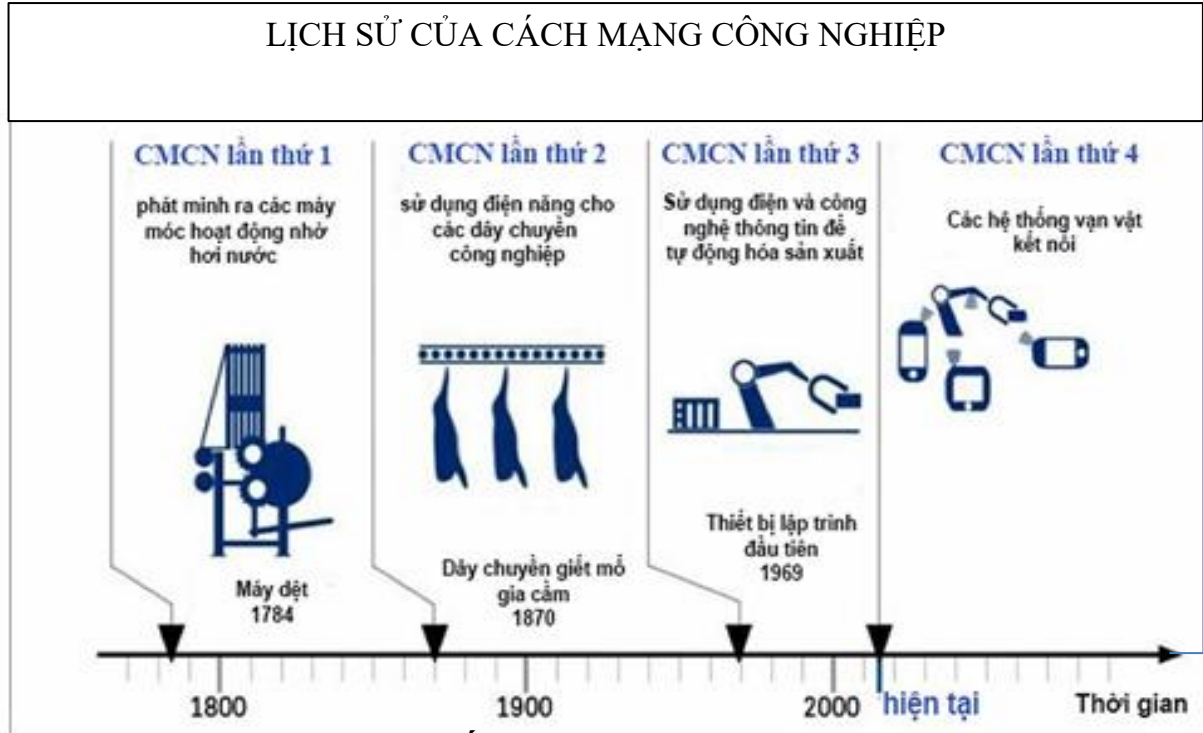 LỊCH SỬ CỦA CÁCH MẠNG CÔNG NGHIỆP
CMCN lần thứ 1
phát minh ra các máy
móc hoạt động nhờ
hơi nước
Máy dệt
1784
CMCN lần thứ 2
sử dụng điện năng cho
các dây chuyền
công nghiệp
Dây chuyền giết mổ
gia cầm
1870
CMCN lần thứ 3
Sử dụng điện và công
nghệ thông tin để
tự động hóa sản xuất
Thiết bị lập trình
đầu tiên
1969
CMCN lần thứ 4
Các hệ thống vạn vật
kết nối
1800
1900
2000
hiện tại
Thời gian